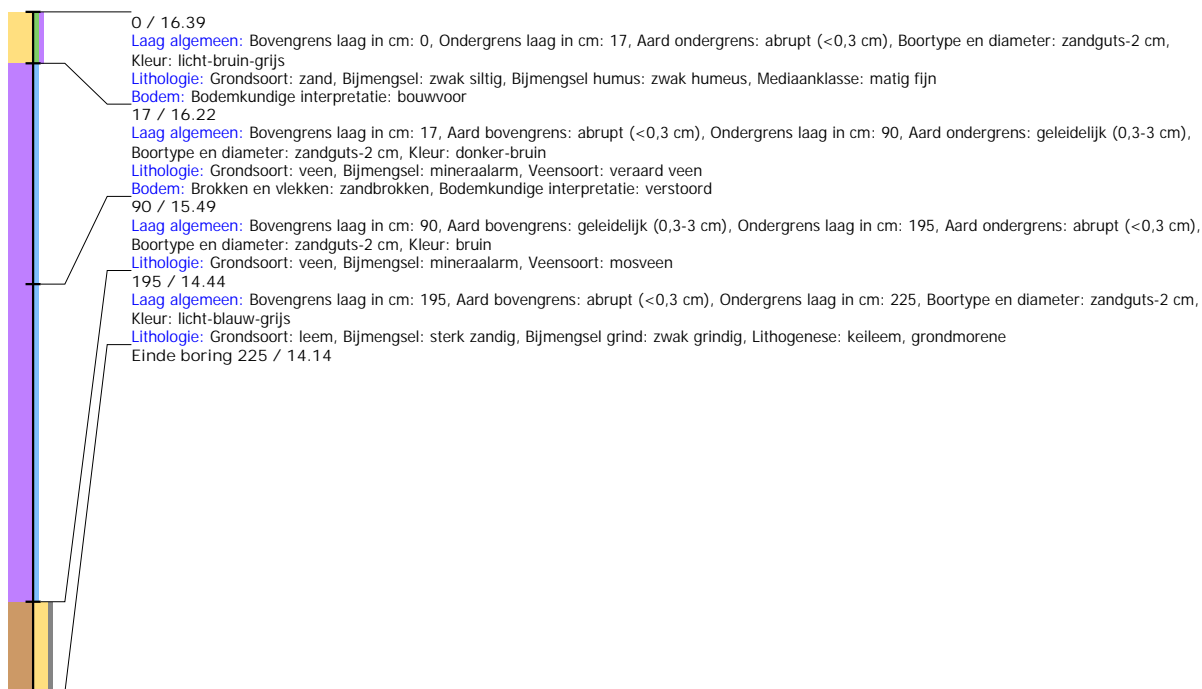 0 / 16.39
Laag algemeen: Bovengrens laag in cm: 0, Ondergrens laag in cm: 17, Aard ondergrens: abrupt (<0,3 cm), Boortype en diameter: zandguts-2 cm,
Kleur: licht-bruin-grijs
Lithologie: Grondsoort: zand, Bijmengsel: zwak siltig, Bijmengsel humus: zwak humeus, Mediaanklasse: matig fijn
Bodem: Bodemkundige interpretatie: bouwvoor
17 / 16.22
Laag algemeen: Bovengrens laag in cm: 17, Aard bovengrens: abrupt (<0,3 cm), Ondergrens laag in cm: 90, Aard ondergrens: geleidelijk (0,3-3 cm),
Boortype en diameter: zandguts-2 cm, Kleur: donker-bruin
Lithologie: Grondsoort: veen, Bijmengsel: mineraalarm, Veensoort: veraard veen
Bodem: Brokken en vlekken: zandbrokken, Bodemkundige interpretatie: verstoord
90 / 15.49
Laag algemeen: Bovengrens laag in cm: 90, Aard bovengrens: geleidelijk (0,3-3 cm), Ondergrens laag in cm: 195, Aard ondergrens: abrupt (<0,3 cm),
Boortype en diameter: zandguts-2 cm, Kleur: bruin
Lithologie: Grondsoort: veen, Bijmengsel: mineraalarm, Veensoort: mosveen
195 / 14.44
Laag algemeen: Bovengrens laag in cm: 195, Aard bovengrens: abrupt (<0,3 cm), Ondergrens laag in cm: 225, Boortype en diameter: zandguts-2 cm,
Kleur: licht-blauw-grijs
Lithologie: Grondsoort: leem, Bijmengsel: sterk zandig, Bijmengsel grind: zwak grindig, Lithogenese: keileem, grondmorene
Einde boring 225 / 14.14